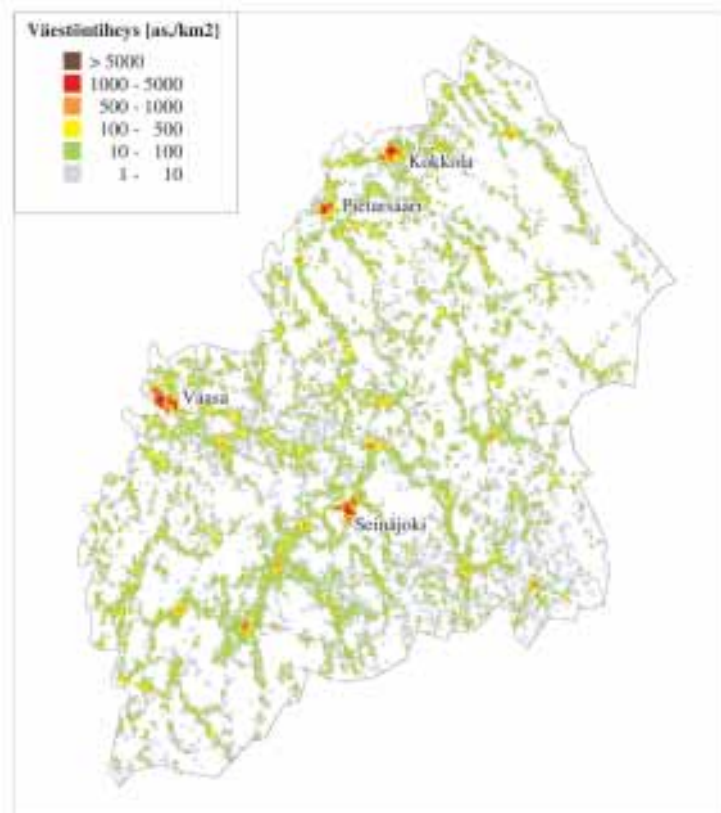 Väestöntiheys [as./km2]
> 5000
1000 - 5000
500 - 1000
100 - 500
10 - 100
1 - 10
Kokkola
Pietarsaari
Vaasa
Seinäjoki